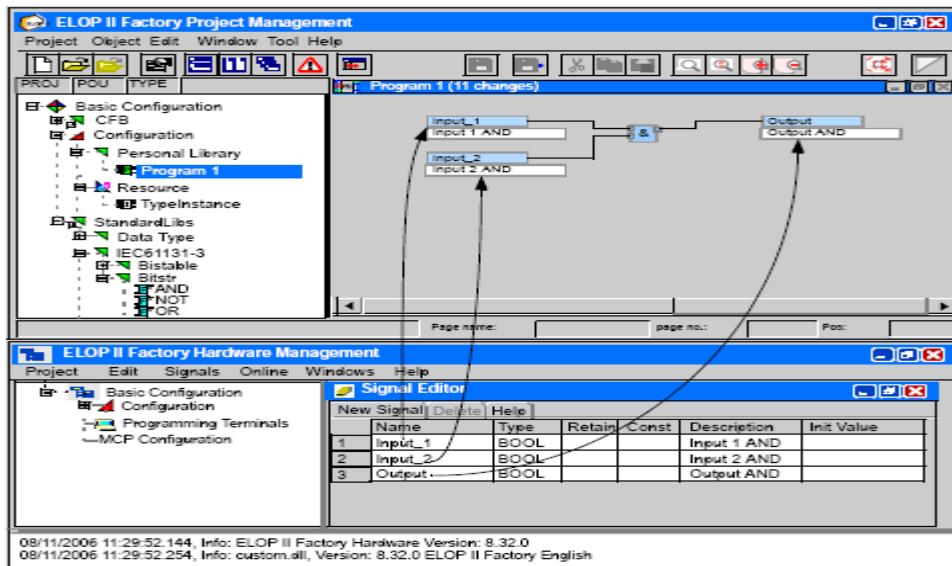 ELOP II Factory Project Management
Project Object Edit Window Tool Help
PROJ POU TYPE
Program 1 (11 changes)
Basic Configuration
CFB
Configuration
Personal Library
Program 1
Resource
TypeInstance
StandardLibs
Data Type
IEC61131-3
Bistable
Bitstr
AND
NOT
OR
Input_1
Input 1 AND
Input_2
Input 2 AND
&
Output
Output AND
Page name: page no.: Pos:
ELOP II Factory Hardware Management
Project Edit Signals Online Windows Help
Basic Configuration
Configuration
Programming Terminals
MCP Configuration
Signal Editor
New Signal Delete Help
Name Type Retain Const Description Init Value
1 Input_1 BOOL Input 1 AND
2 Input_2 BOOL Input 2 AND
3 Output BOOL Output AND
08/11/2006 11:29:52.144, Info: ELOP II Factory Hardware Version: 8.32.0
08/11/2006 11:29:52.254, Info: custom.dll, Version: 8.32.0 ELOP II Factory English